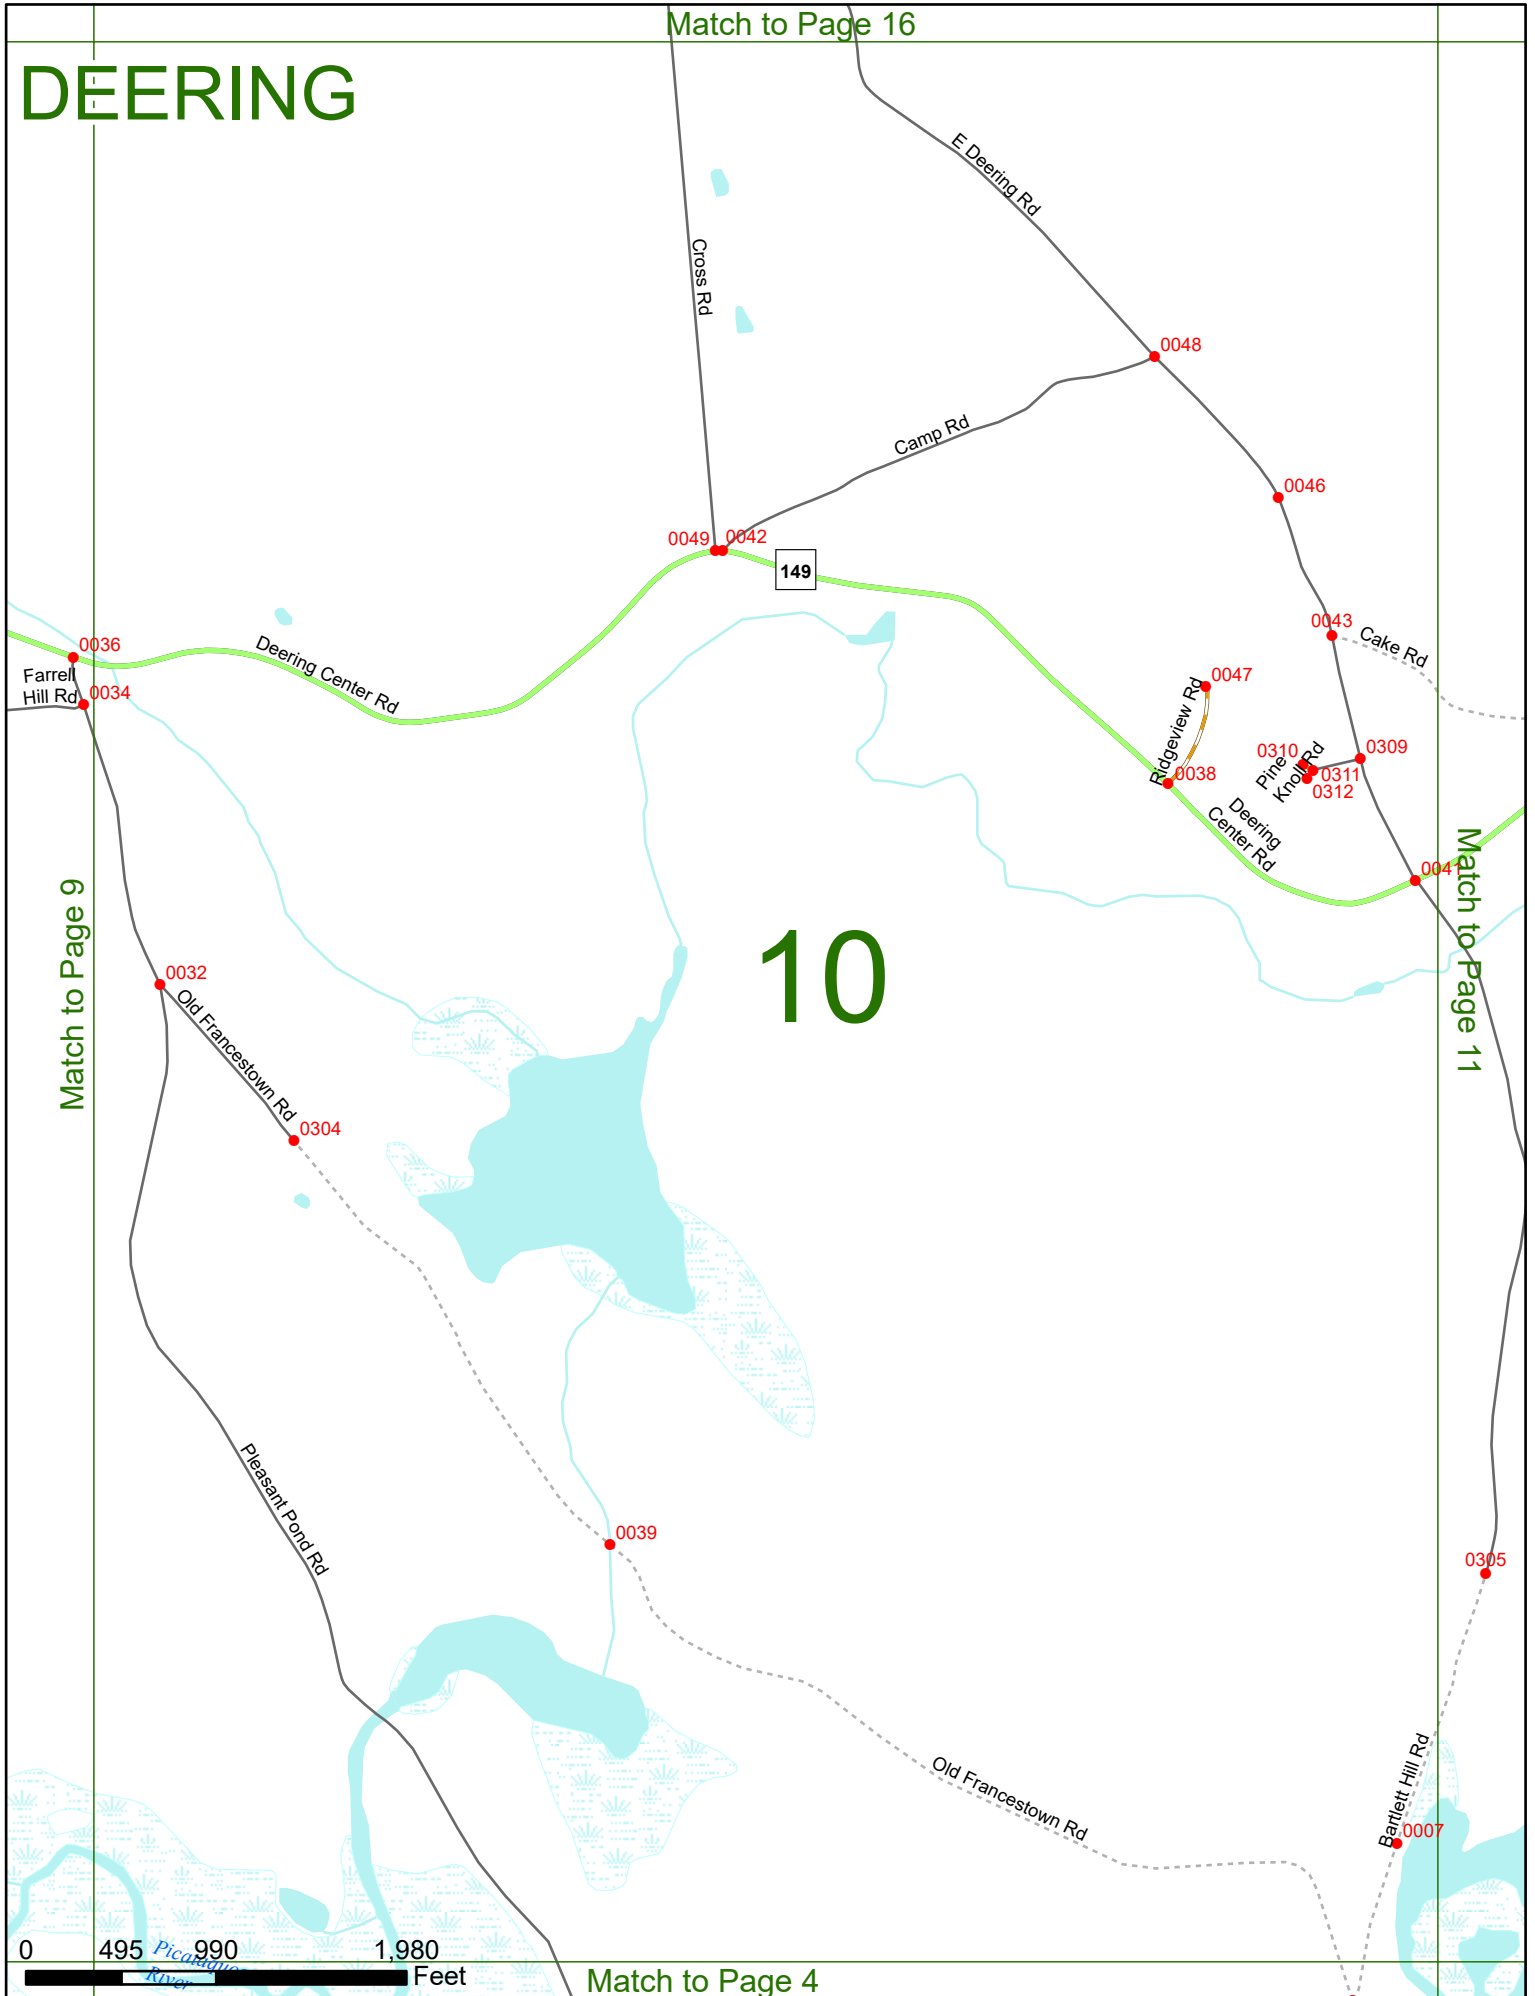 Match to Page 16
DEERING
E Deering Rd
Cross Rd
0048
Camp Rd
0046
0049
0042
149
0043
Cake Rd
0036
Deering Center Rd
Farrell
Hill Rd
0034
Ridgeview Rd
0047
0038
0310
Pine
Knoll Rd
0309
0311
0312
Deering
Center Rd
0041
Match to Page 9
10
Match to Page 11
0032
Old Francestown Rd
0304
Pleasant Pond Rd
0039
0305
Old Francestown Rd
Bartlett Hill Rd
0007
0 495 990 1,980
Feet
River
Match to Page 4